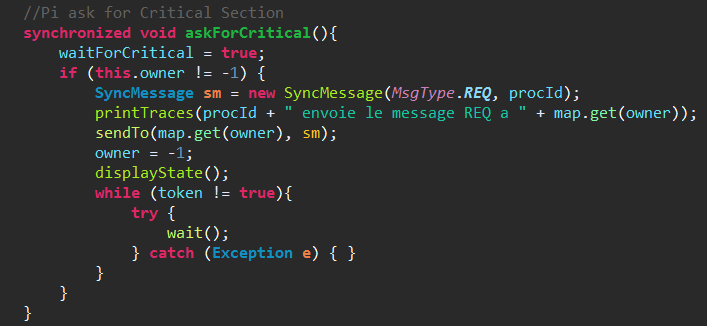 //Pi ask for Critical Section
synchronized void askForCritical(){
    waitForCritical = true;
    if (this.owner != -1) {
        SyncMessage sm = new SyncMessage(MsgType.REQ, procId);
        printTraces(procId + " envoie le message REQ a " + map.get(owner));
        sendTo(map.get(owner), sm);
        owner = -1;
        displayState();
        while (token != true){
            try {
                wait();
            } catch (Exception e) { }
        }
    }
}